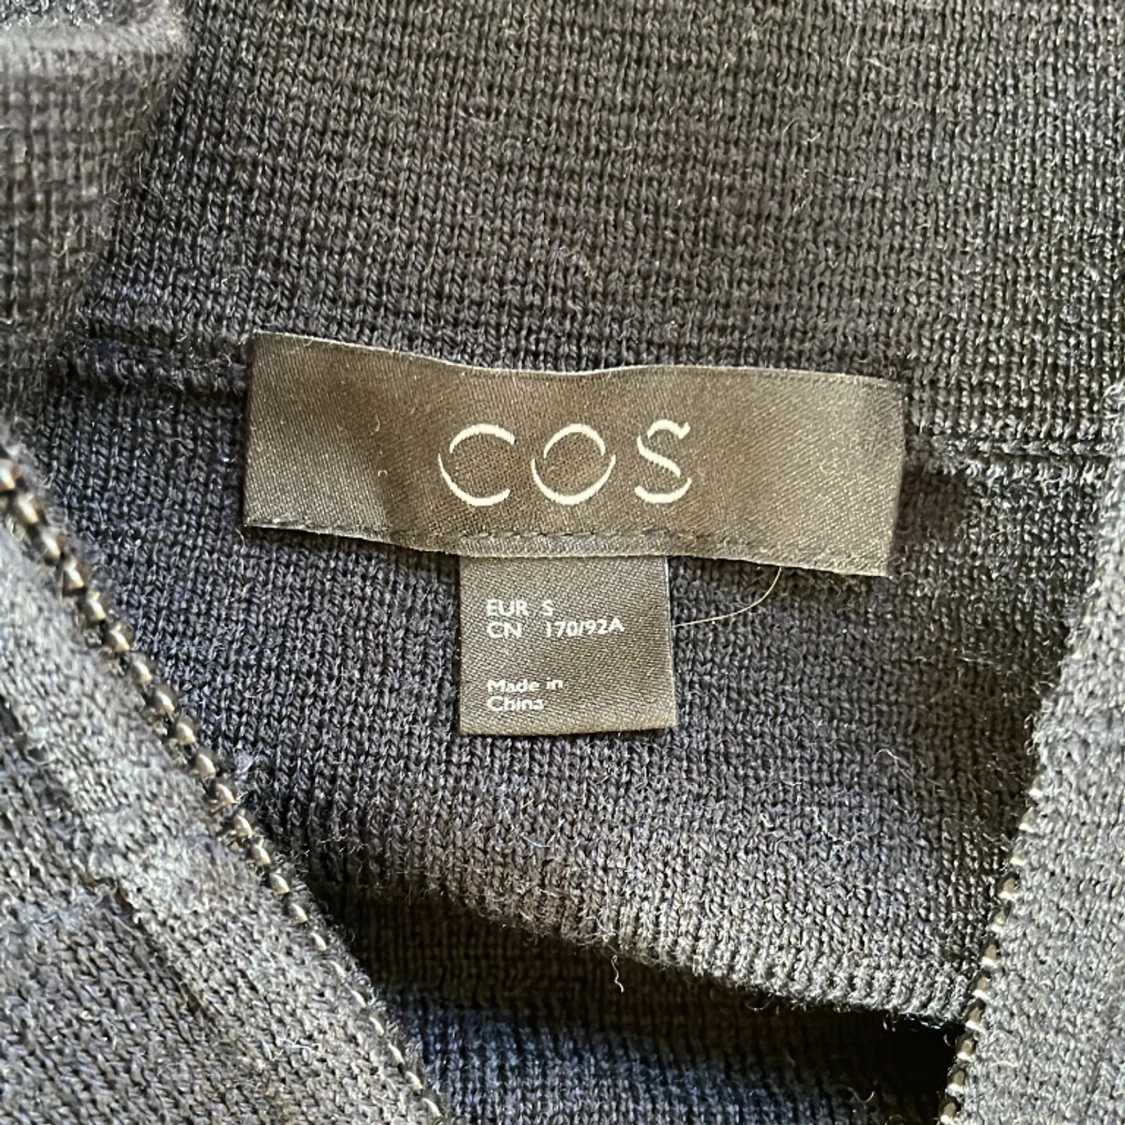 COS
EUR S
CN 170/92A
Made in
China